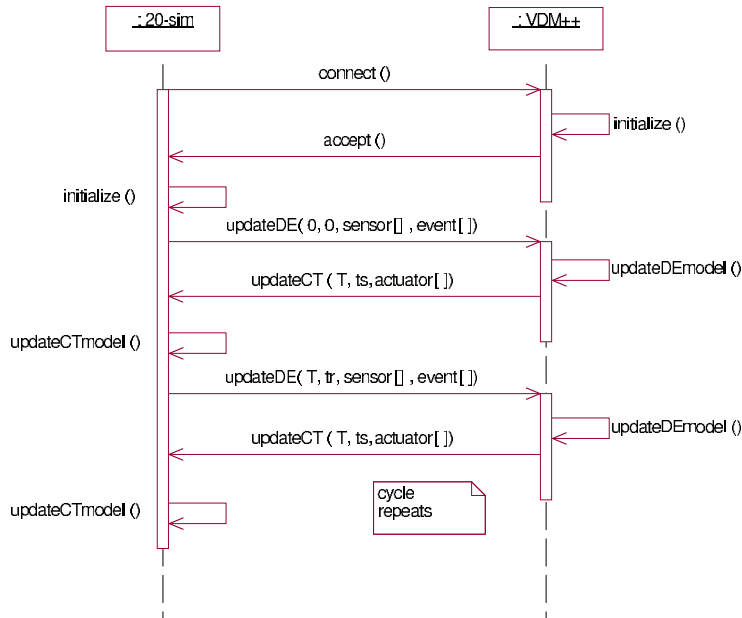 : 20-sim
: VDM++
connect ()
initialize ()
accept ()
initialize ()
updateDE( 0, 0, sensor[] , event[ ])
updateDEmodel ()
updateCT ( T, ts,actuator[ ])
updateCTmodel ()
updateDE( T, tr, sensor[] , event[ ])
updateDEmodel ()
updateCT ( T, ts,actuator[ ])
cycle
repeats
updateCTmodel ()